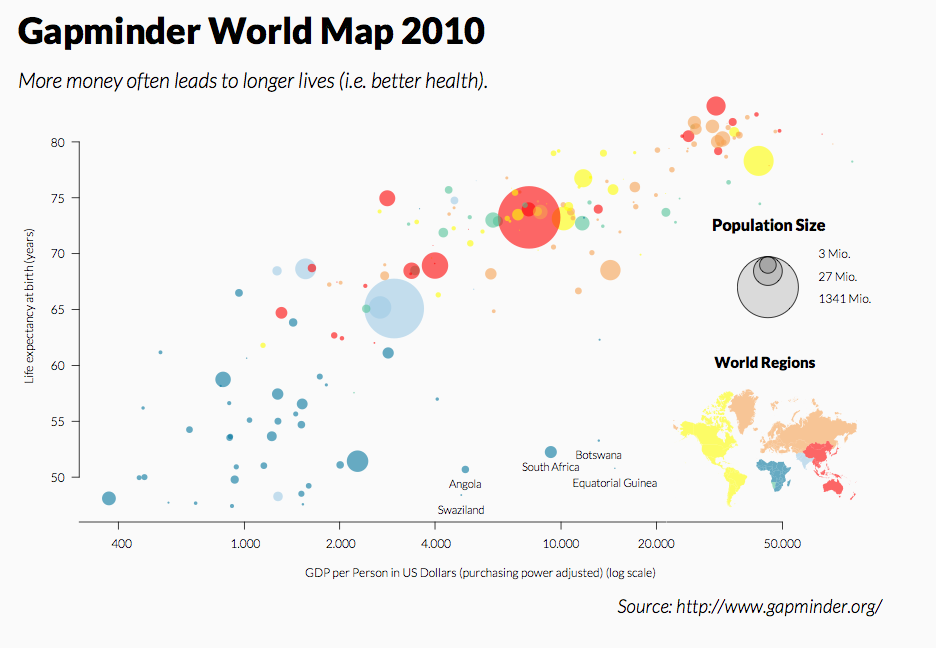 Gapminder World Map 2010
More money often leads to longer lives (i.e. better health).
80
75
70
65
60
55
50
Life expectancy at birth (years)
Population Size
3 Mio.
27 Mio.
1341 Mio.
World Regions
Botswana
South Africa
Angola
Equatorial Guinea
Swaziland
400
1.000
2.000
4.000
10.000
20.000
50.000
GDP per Person in US Dollars (purchasing power adjusted) (log scale)
Source: http://www.gapminder.org/